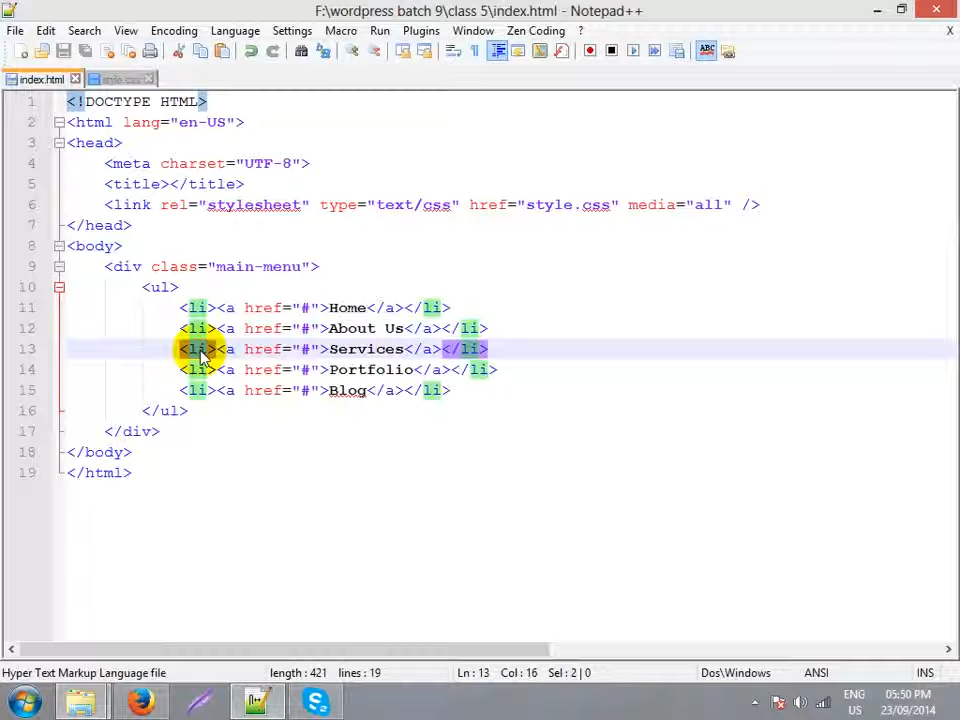 F:\wordpress batch 9\class 5\index.html - Notepad++
File Edit Search View Encoding Language Settings Macro Run Plugins Window Zen Coding ? X
index.html style.css
1 <!DOCTYPE HTML>
2 <html lang="en-US">
3 <head>
4 <meta charset="UTF-8">
5 <title></title>
6 <link rel="stylesheet" type="text/css" href="style.css" media="all" />
7 </head>
8 <body>
9 <div class="main-menu">
10 <ul>
11 <li><a href="#">Home</a></li>
12 <li><a href="#">About Us</a></li>
13 <li><a href="#">Services</a></li>
14 <li><a href="#">Portfolio</a></li>
15 <li><a href="#">Blog</a></li>
16 </ul>
17 </div>
18 </body>
19 </html>
Hyper Text Markup Language file length : 421 lines : 19 Ln : 13 Col : 16 Sel : 2 | 0 Dos\Windows ANSI INS
ENG 05:50 PM
US 23/09/2014